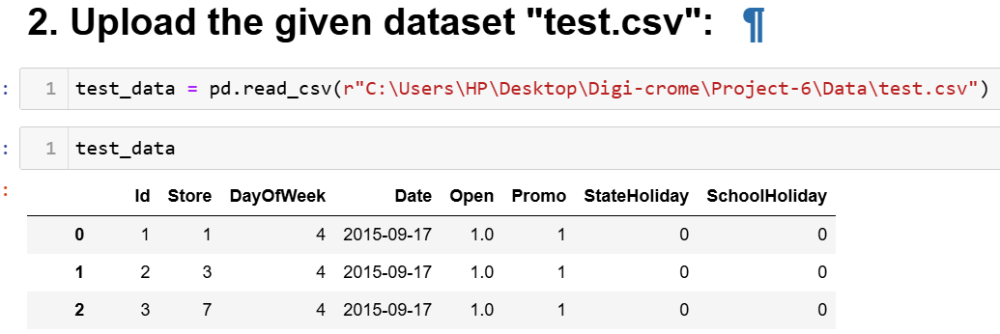 2. Upload the given dataset "test.csv": ¶
: 1 test_data = pd.read_csv(r"C:\Users\HP\Desktop\Digi-crome\Project-6\Data\test.csv")
: 1 test_data
:
Id Store DayOfWeek Date Open Promo StateHoliday SchoolHoliday
0 1 1 4 2015-09-17 1.0 1 0 0
1 2 3 4 2015-09-17 1.0 1 0 0
2 3 7 4 2015-09-17 1.0 1 0 0